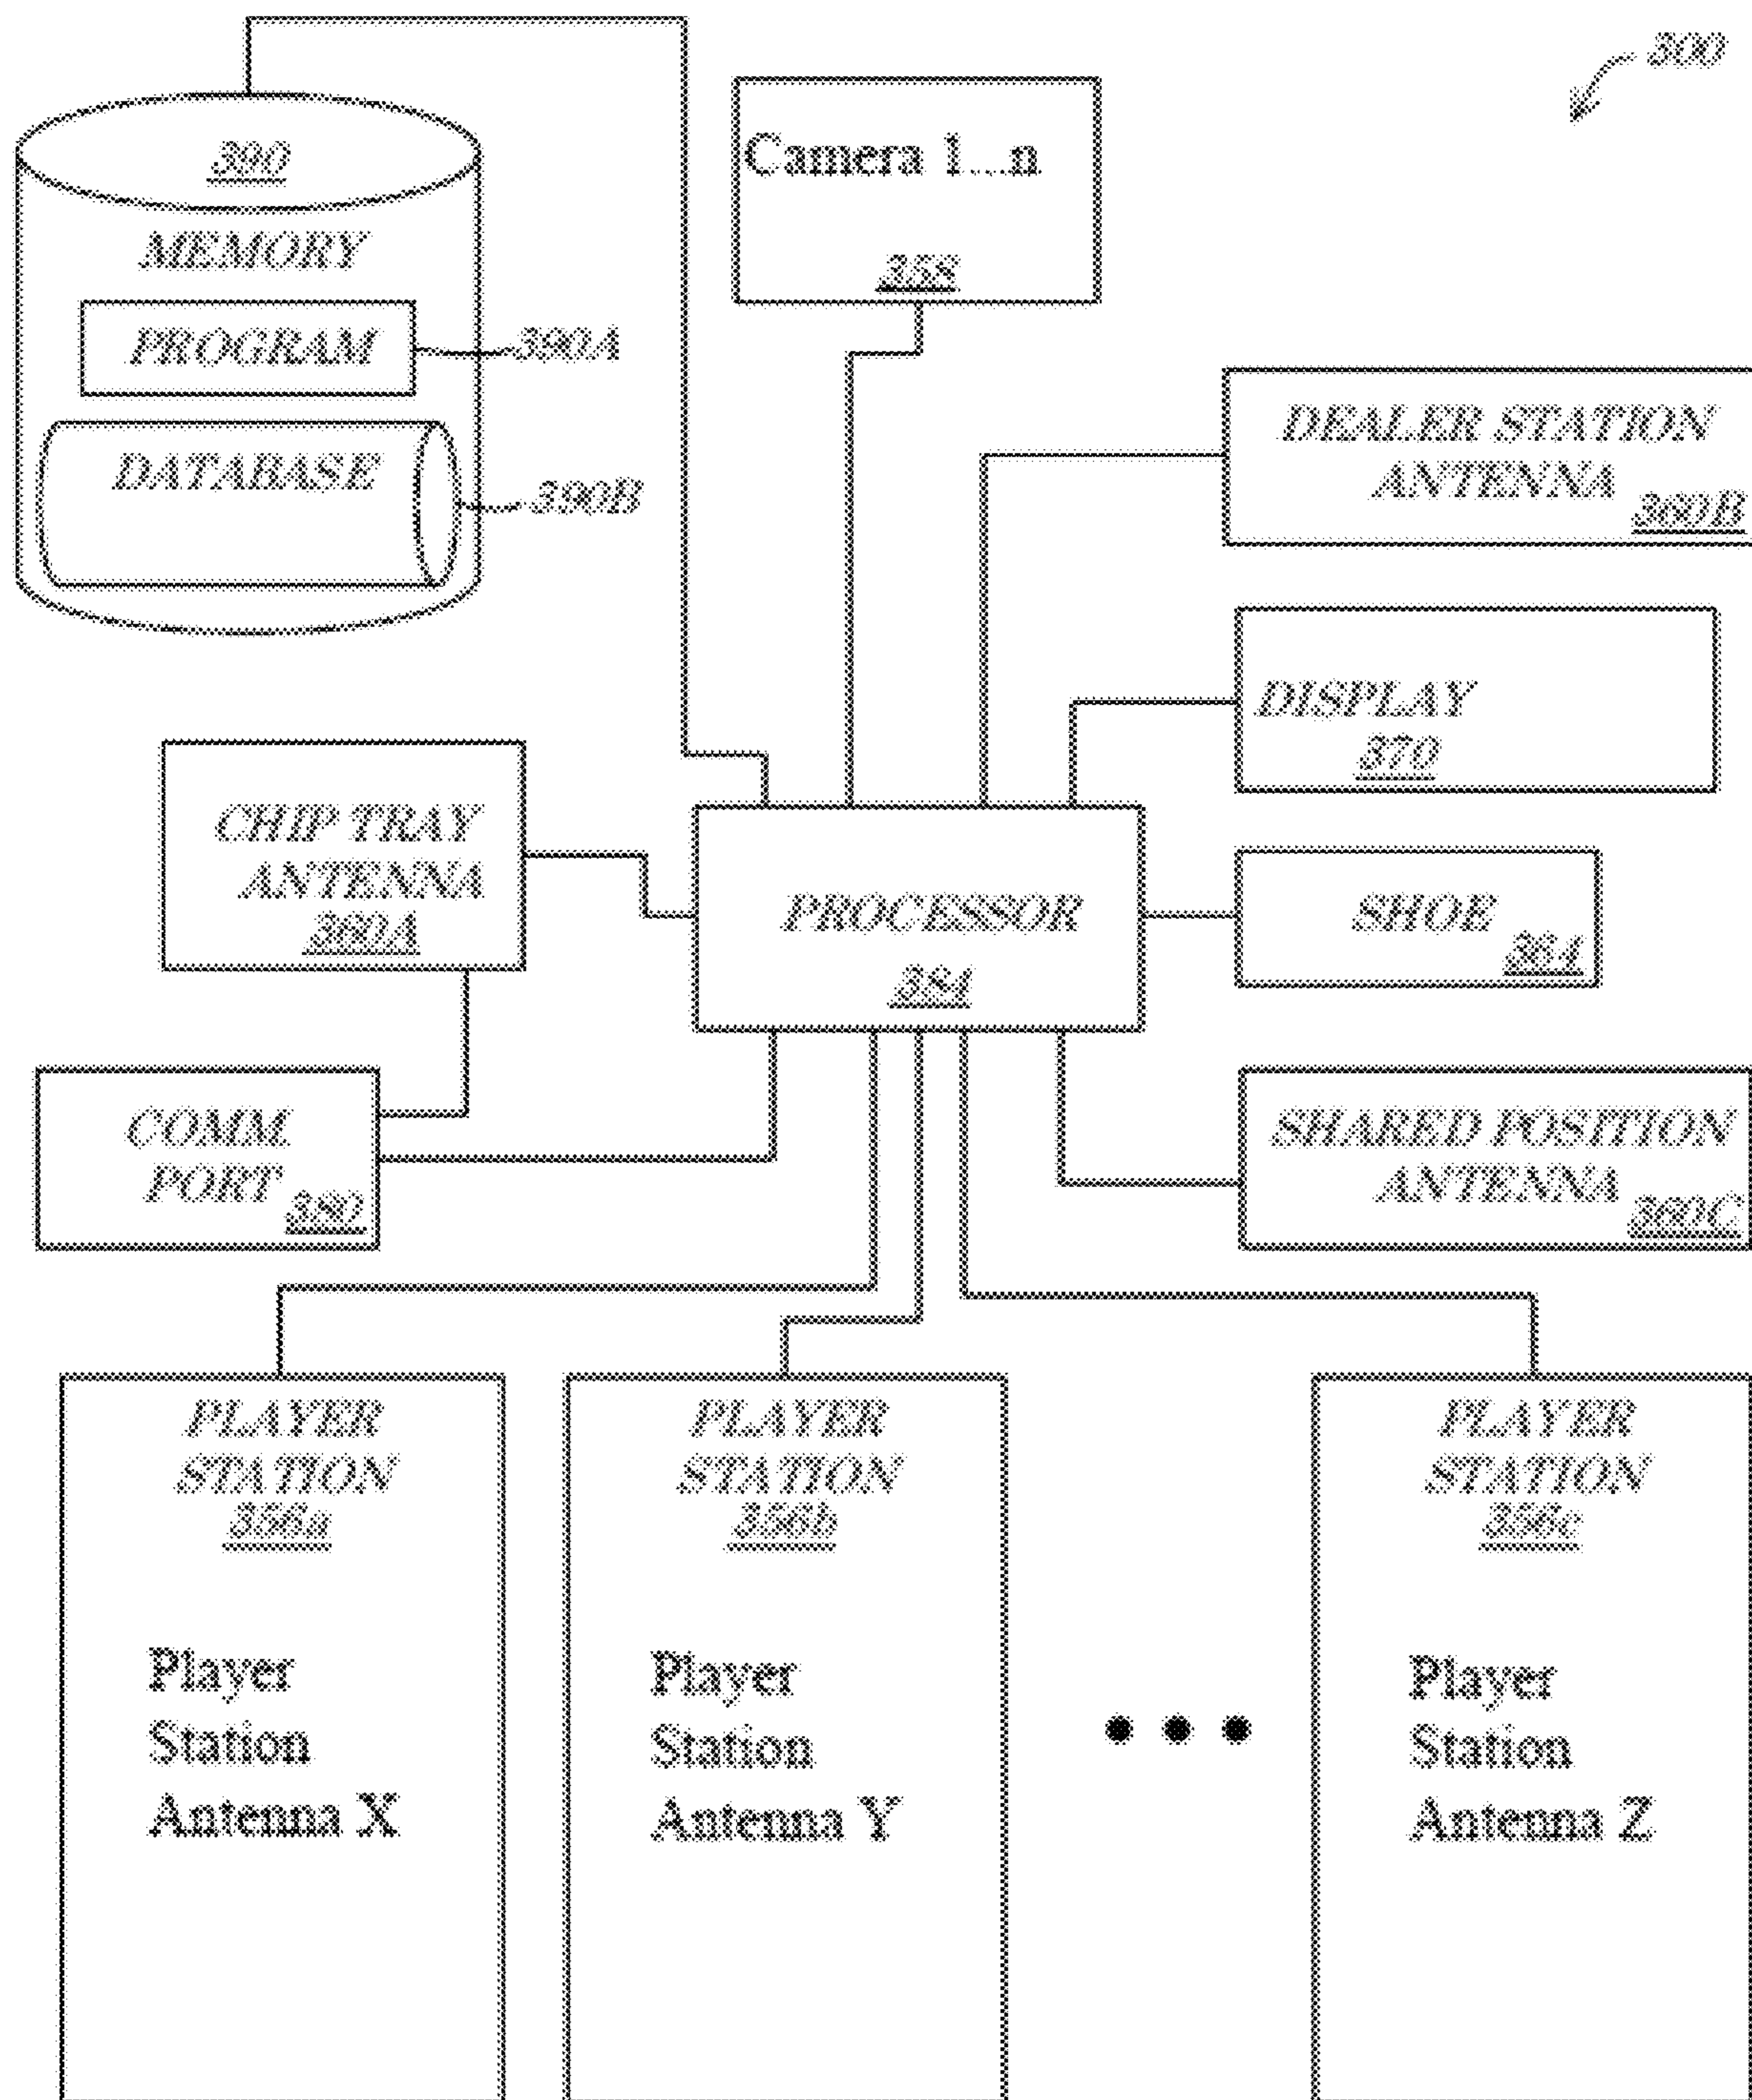 300
390
MEMORY
PROGRAM
390A
DATABASE
390B
Camera 1...n
358
DEALER STATION
ANTENNA
360B
DISPLAY
370
CHIP TRAY
ANTENNA
360A
PROCESSOR
384
SHOE
364
COMM
PORT
380
SHARED POSITION
ANTENNA
360C
PLAYER
STATION
356a
Player
Station
Antenna X
PLAYER
STATION
356b
Player
Station
Antenna Y
• • •
PLAYER
STATION
356c
Player
Station
Antenna Z